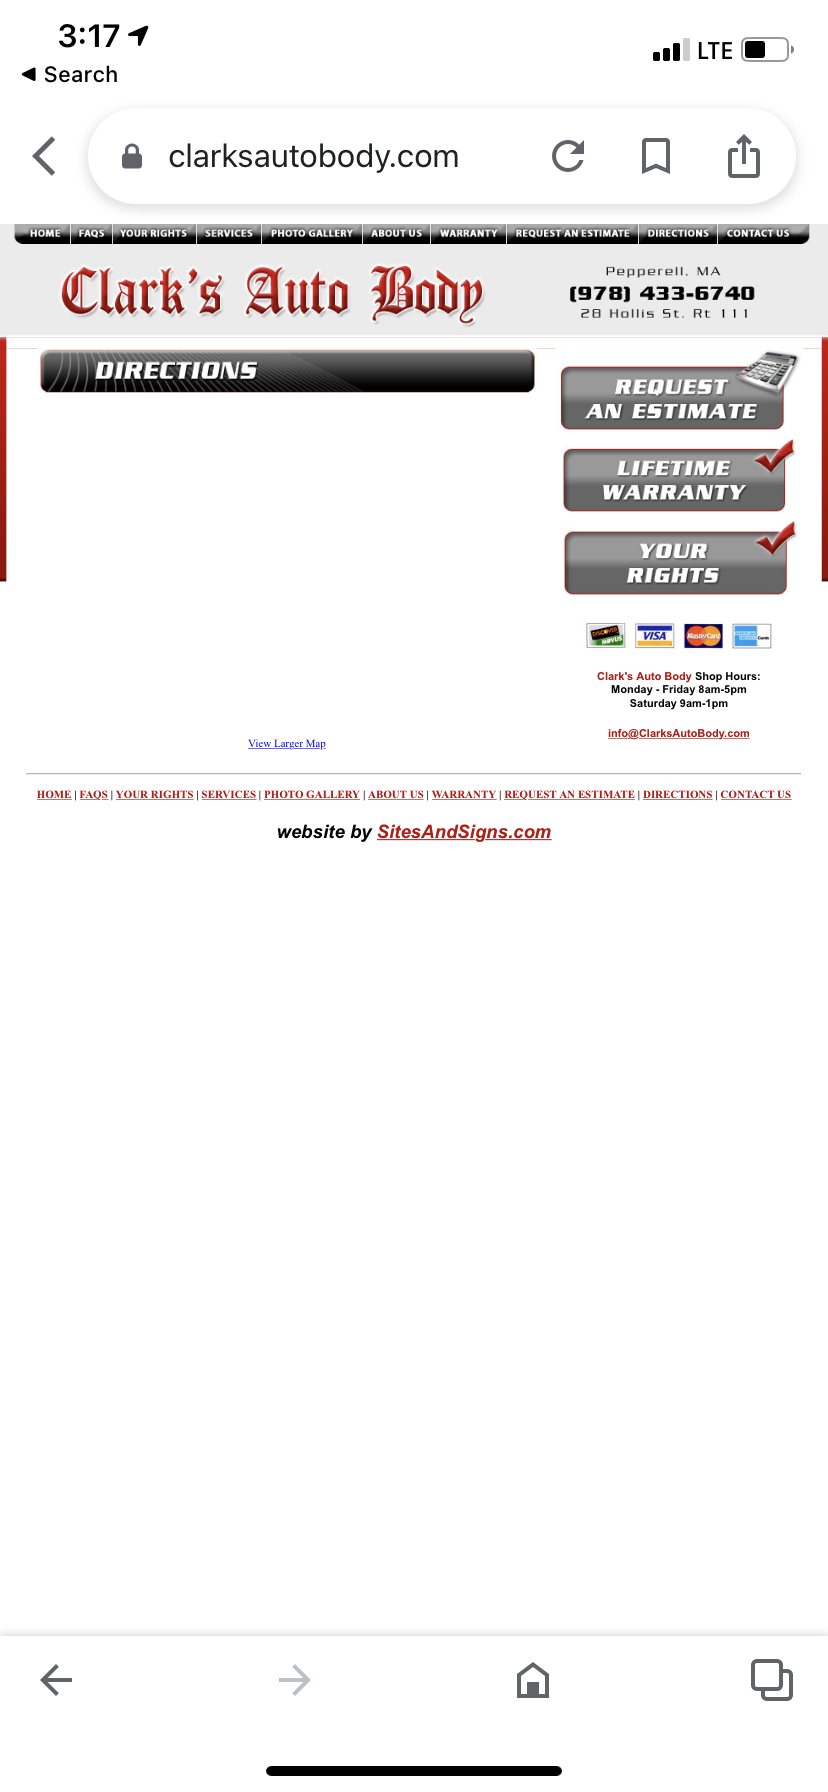 3:17
LTE
◀ Search
clarksautobody.com
HOME FAQS YOUR RIGHTS SERVICES PHOTO GALLERY ABOUT US WARRANTY REQUEST AN ESTIMATE DIRECTIONS CONTACT US
Clark's Auto Body
Pepperell, MA
(978) 433-6740
28 Hollis St. Rt 111
DIRECTIONS
REQUEST
AN ESTIMATE
LIFETIME
WARRANTY
YOUR
RIGHTS
DISCOVER NOVUS VISA MasterCard AMERICAN EXPRESS Cards
Clark's Auto Body Shop Hours:
Monday - Friday 8am-5pm
Saturday 9am-1pm
info@ClarksAutoBody.com
View Larger Map
HOME | FAQS | YOUR RIGHTS | SERVICES | PHOTO GALLERY | ABOUT US | WARRANTY | REQUEST AN ESTIMATE | DIRECTIONS | CONTACT US
website by SitesAndSigns.com